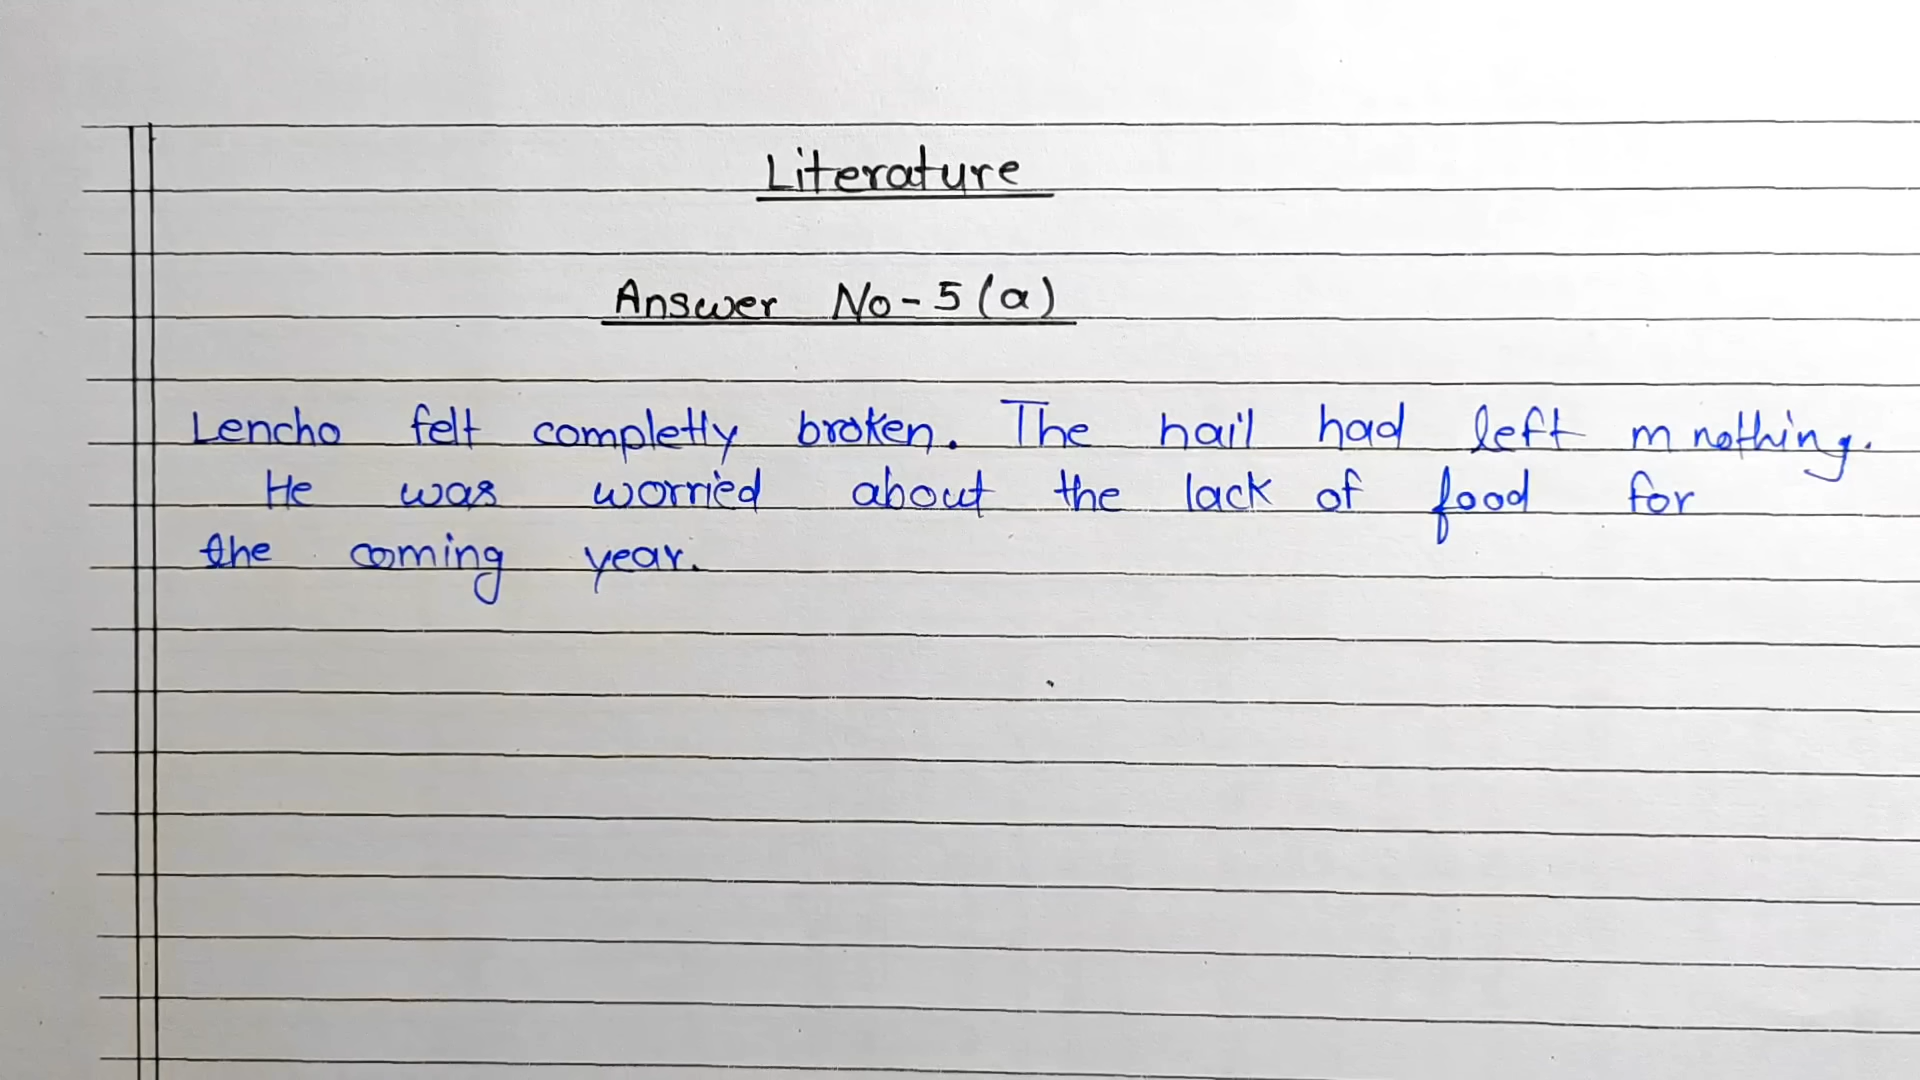 Literature
Answer No-5(a)
Lencho felt completly broken. The hail had left m nothing.
He was worried about the lack of food for
the coming year.